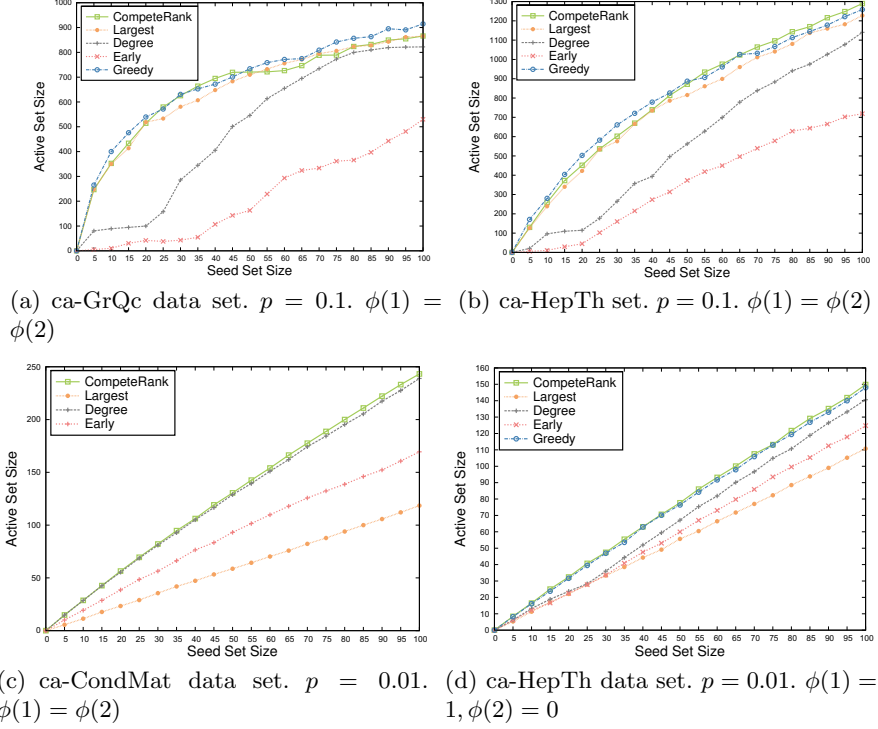 1000
900
800
700
600
500
400
300
200
100
0
Active Set Size
CompeteRank
Largest
Degree
Early
Greedy
0 5 10 15 20 25 30 35 40 45 50 55 60 65 70 75 80 85 90 95 100
Seed Set Size
1300
1200
1100
1000
900
800
700
600
500
400
300
200
100
0
Active Set Size
CompeteRank
Largest
Degree
Early
Greedy
0 5 10 15 20 25 30 35 40 45 50 55 60 65 70 75 80 85 90 95 100
Seed Set Size
(a) ca-GrQc data set. p = 0.1. ϕ(1) =
ϕ(2)
(b) ca-HepTh set. p = 0.1. ϕ(1) = ϕ(2)
250
200
150
100
50
0
Active Set Size
CompeteRank
Largest
Degree
Early
0 5 10 15 20 25 30 35 40 45 50 55 60 65 70 75 80 85 90 95 100
Seed Set Size
160
150
140
130
120
110
100
90
80
70
60
50
40
30
20
10
0
Active Set Size
CompeteRank
Largest
Degree
Early
Greedy
0 5 10 15 20 25 30 35 40 45 50 55 60 65 70 75 80 85 90 95 100
Seed Set Size
(c) ca-CondMat data set. p = 0.01.
ϕ(1) = ϕ(2)
(d) ca-HepTh data set. p = 0.01. ϕ(1) =
1, ϕ(2) = 0